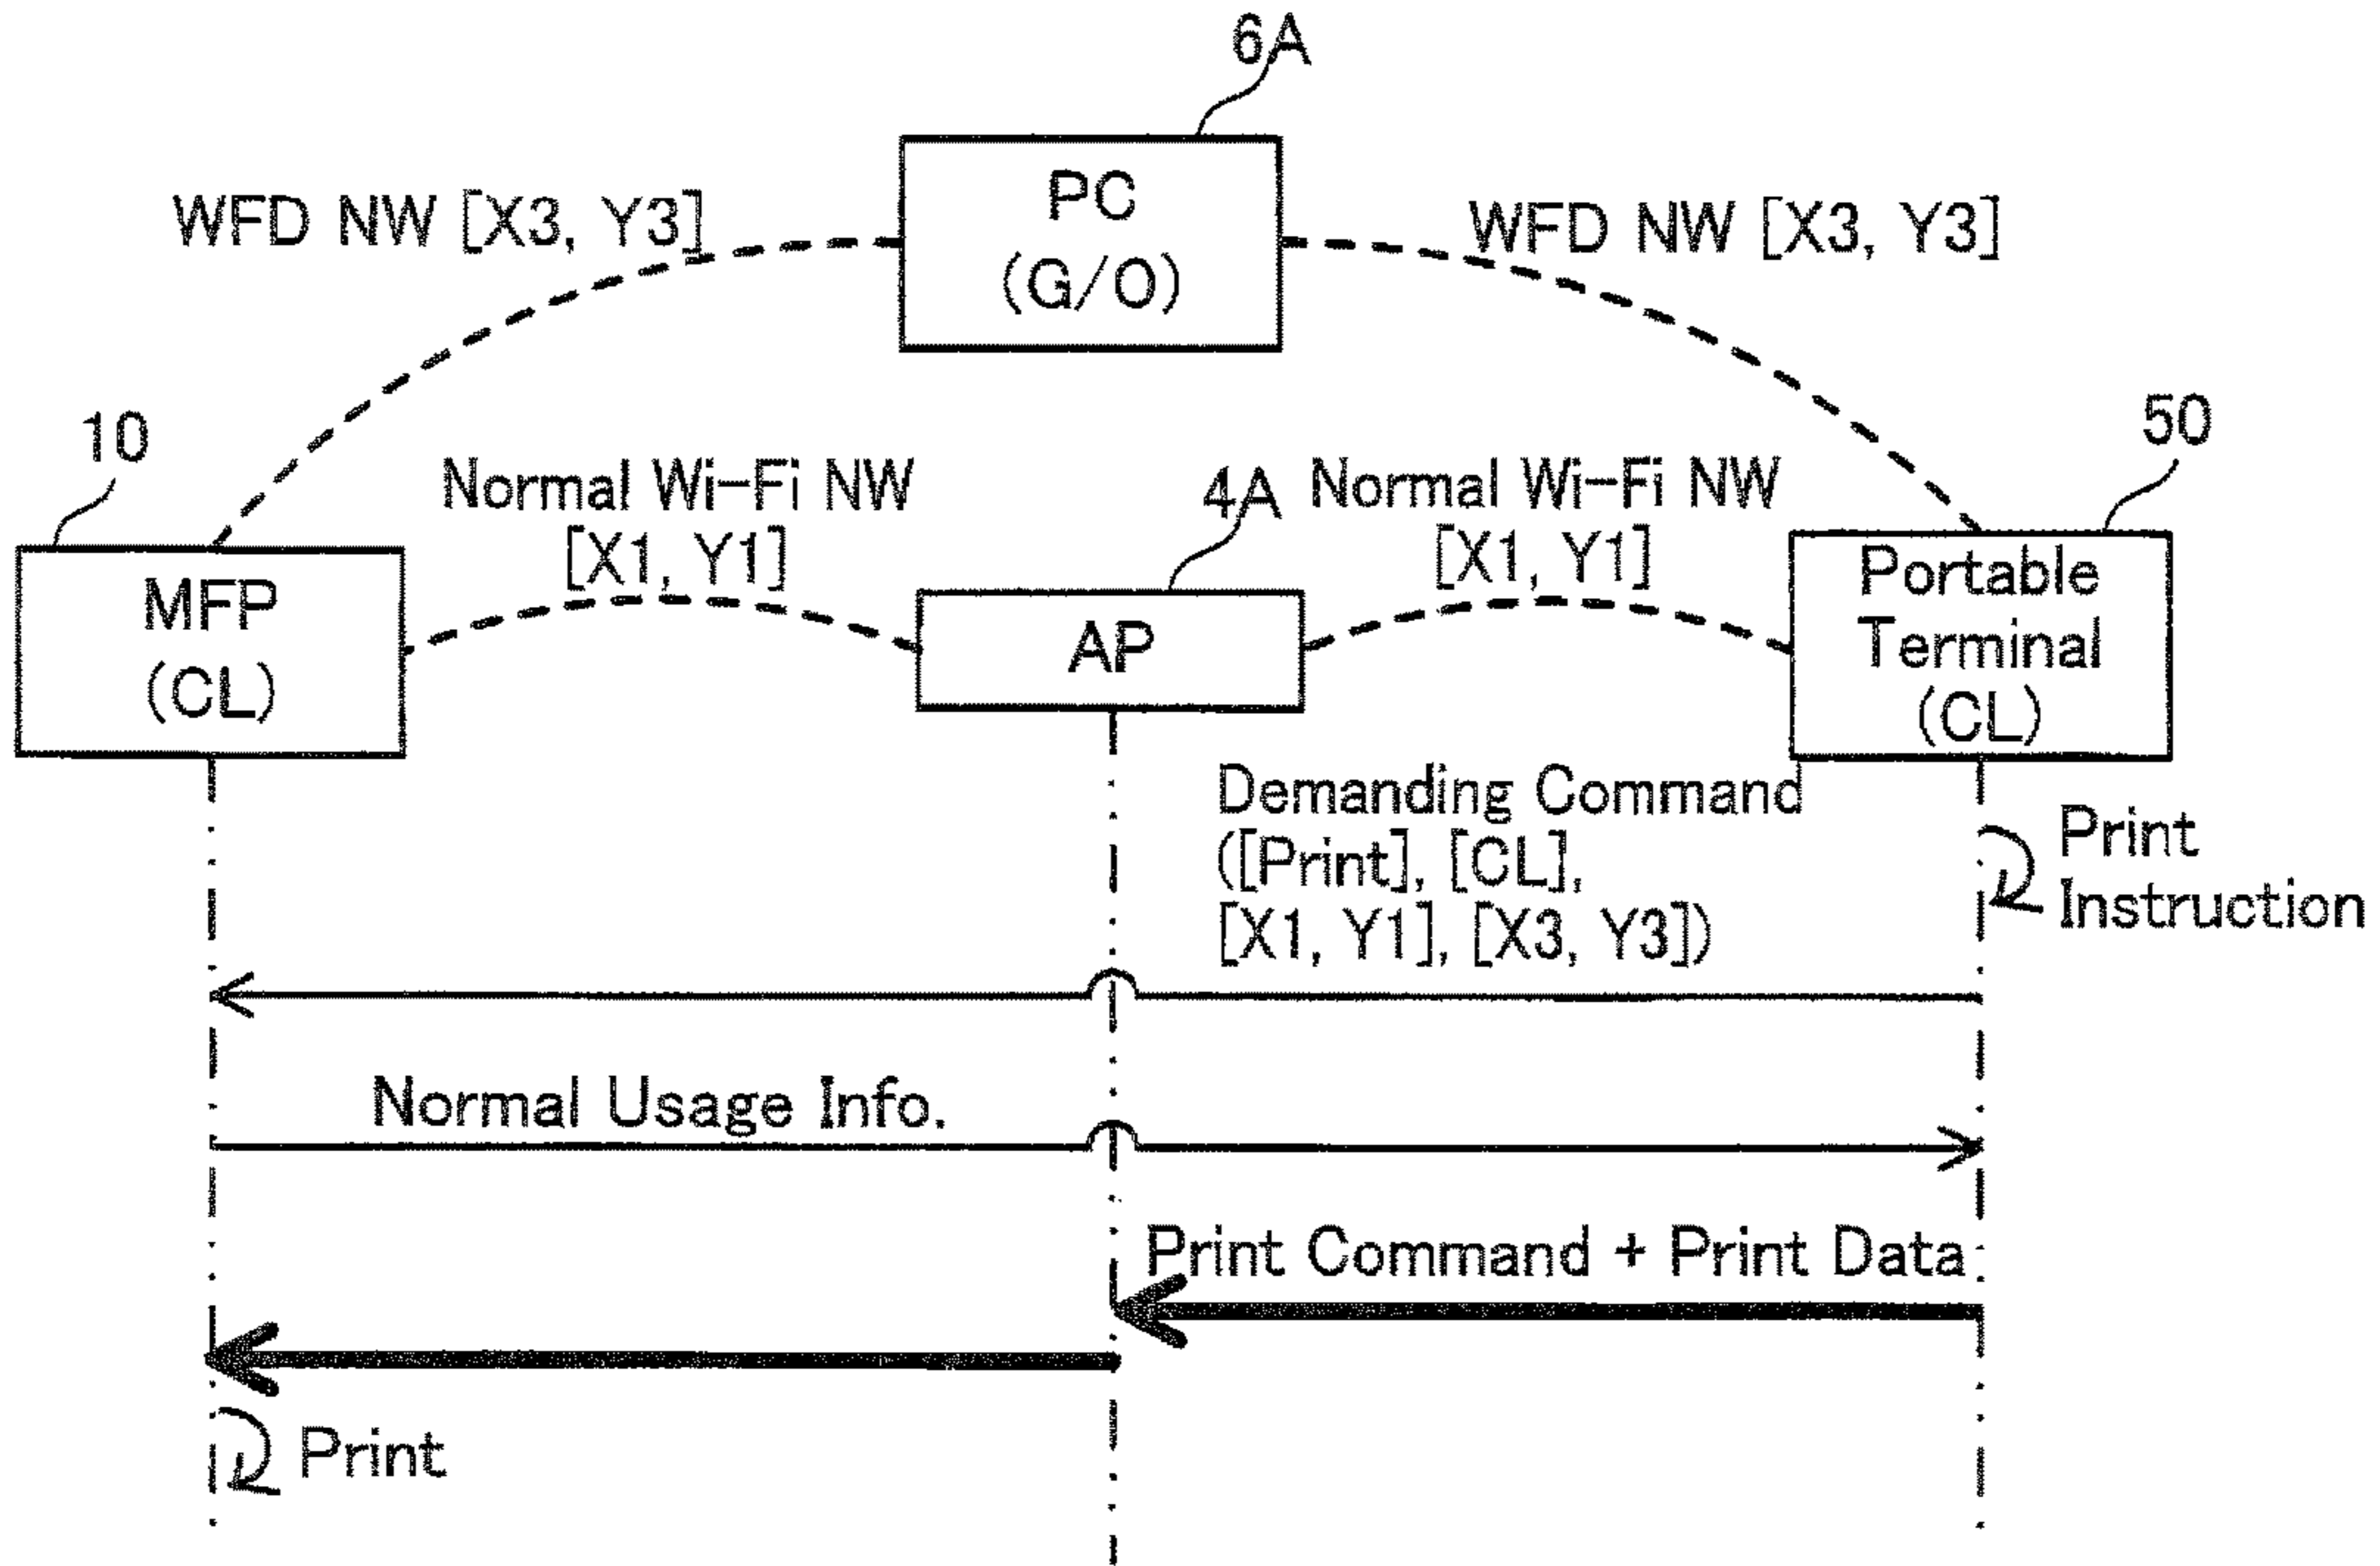 6A
WFD NW [X3, Y3]
PC
(G/O)
WFD NW [X3, Y3]
10
Normal Wi-Fi NW
[X1, Y1]
4A
Normal Wi-Fi NW
[X1, Y1]
50
MFP
(CL)
AP
Portable
Terminal
(CL)
Demanding Command
([Print], [CL],
[X1, Y1], [X3, Y3])
Print
Instruction
Normal Usage Info.
Print Command + Print Data
Print